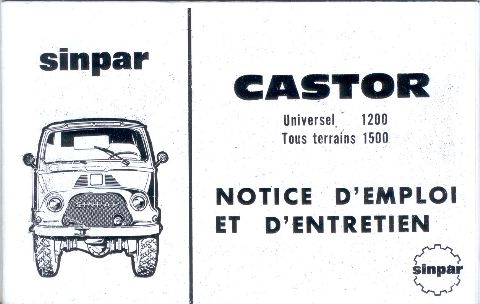 sinpar
CASTOR
Universel 1200
Tous terrains 1500
NOTICE D'EMPLOI
ET D'ENTRETIEN
sinpar